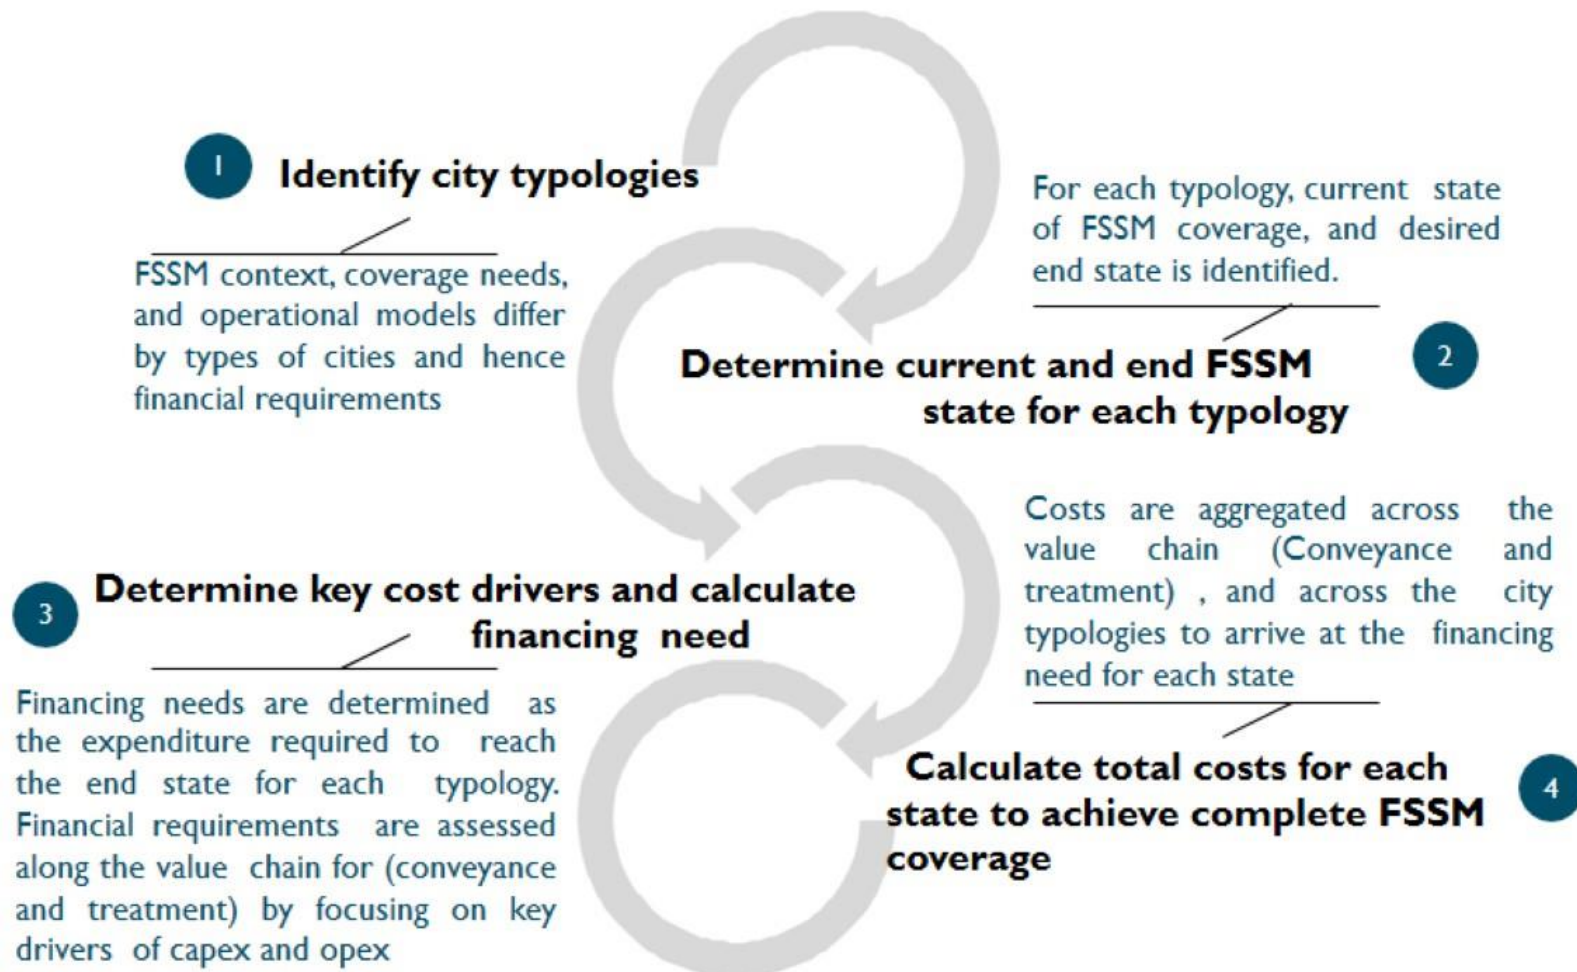 1
Identify city typologies
FSSM context, coverage needs,
and operational models differ
by types of cities and hence
financial requirements
For each typology, current state
of FSSM coverage, and desired
end state is identified.
Determine current and end FSSM
state for each typology
2
3
Determine key cost drivers and calculate
financing need
Financing needs are determined as
the expenditure required to reach
the end state for each typology.
Financial requirements are assessed
along the value chain for (conveyance
and treatment) by focusing on key
drivers of capex and opex
Costs are aggregated across the
value chain (Conveyance and
treatment) , and across the city
typologies to arrive at the financing
need for each state
Calculate total costs for each
state to achieve complete FSSM
coverage
4